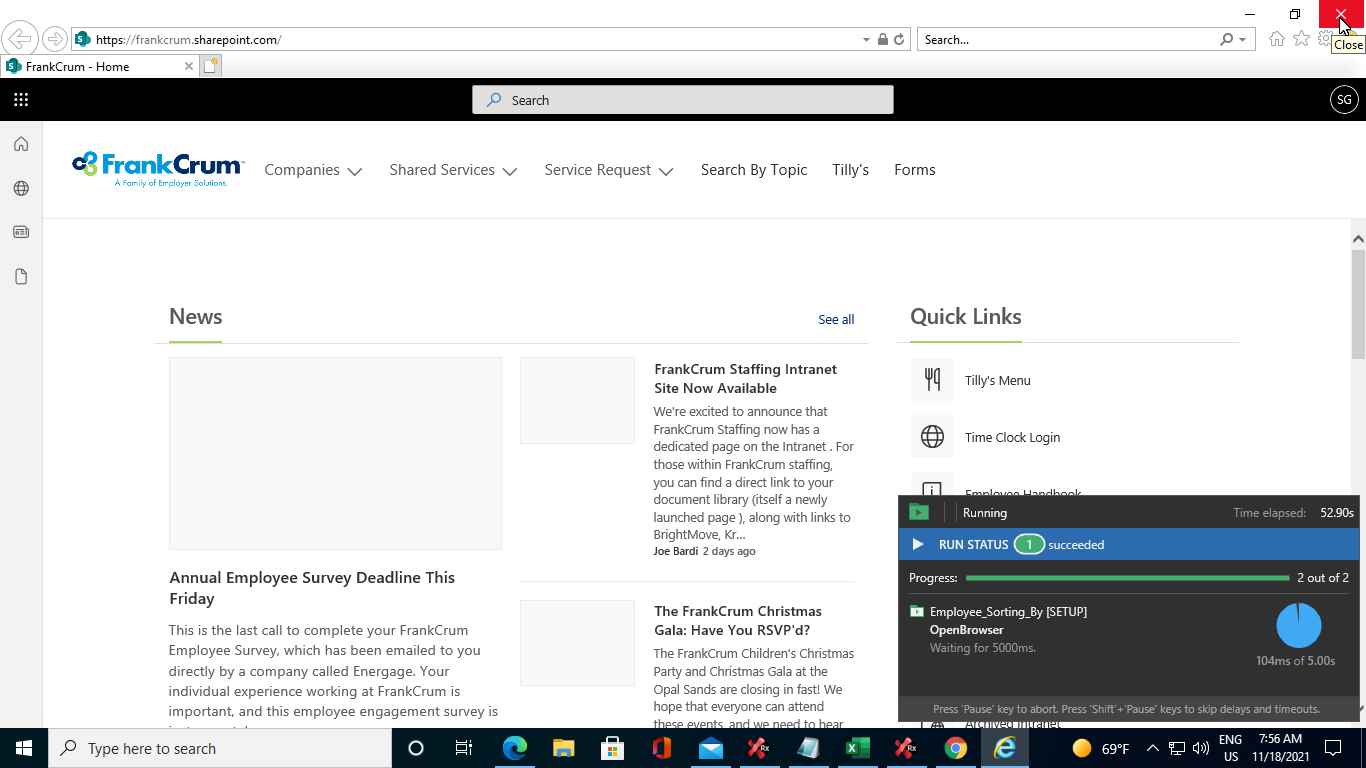 https://frankcrum.sharepoint.com/
Search...
Close
FrankCrum - Home
Search
SG
FrankCrum
A Family of Employer Solutions.
Companies
Shared Services
Service Request
Search By Topic
Tilly's
Forms
News
See all
Annual Employee Survey Deadline This
Friday
This is the last call to complete your FrankCrum
Employee Survey, which has been emailed to you
directly by a company called Energage. Your
individual experience working at FrankCrum is
important, and this employee engagement survey is
FrankCrum Staffing Intranet
Site Now Available
We're excited to announce that
FrankCrum Staffing now has a
dedicated page on the Intranet . For
those within FrankCrum staffing,
you can find a direct link to your
document library (itself a newly
launched page ), along with links to
BrightMove, Kr...
Joe Bardi 2 days ago
The FrankCrum Christmas
Gala: Have You RSVP'd?
The FrankCrum Children's Christmas
Party and Christmas Gala at the
Opal Sands are closing in fast! We
hope that everyone can attend
these events, and we need to hear
Quick Links
Tilly's Menu
Time Clock Login
Employee Handbook
Running
Time elapsed: 52.90s
RUN STATUS 1 succeeded
Progress: 2 out of 2
Employee_Sorting_By [SETUP]
OpenBrowser
Waiting for 5000ms.
104ms of 5.00s
Press 'Pause' key to abort. Press 'Shift'+'Pause' keys to skip delays and timeouts.
Archived Intranet
Type here to search
69°F
ENG
US
7:56 AM
11/18/2021